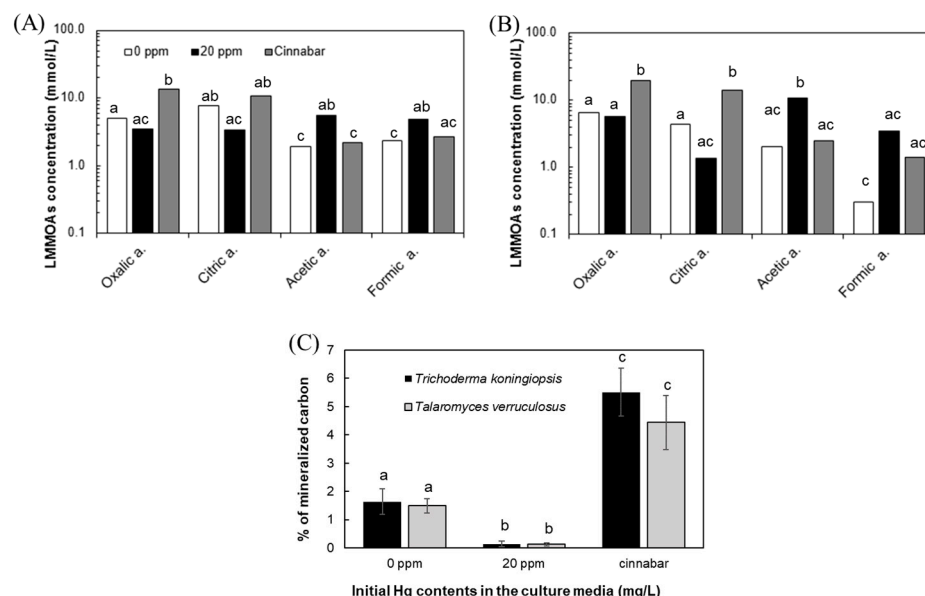 (A)
LMMOAs concentration (mmol/L)
100.0
10.0
1.0
0.1
0 ppm 20 ppm Cinnabar
a ac b
ab ac ab
c ab c
c ab ac
Oxalic a. Citric a. Acetic a. Formic a.
(B)
LMMOAs concentration (mmol/L)
100.0
10.0
1.0
0.1
a a b
a ac b
ac b ac
c ac ac
Oxalic a. Citric a. Acetic a. Formic a.
(C)
% of mineralized carbon
7
6
5
4
3
2
1
0
Trichoderma koningiopsis
Talaromyces verruculosus
a a
b b
c c
0 ppm 20 ppm cinnabar
Initial Hg contents in the culture media (mg/L)